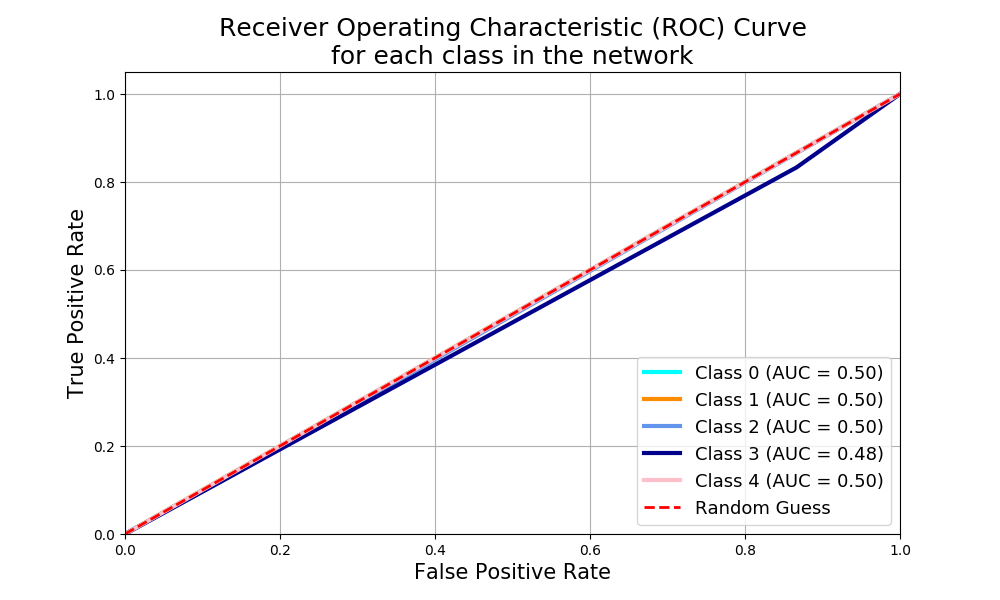 Receiver Operating Characteristic (ROC) Curve
for each class in the network
True Positive Rate
1.0
0.8
0.6
0.4
0.2
0.0
0.0 0.2 0.4 0.6 0.8 1.0
False Positive Rate
Class 0 (AUC = 0.50)
Class 1 (AUC = 0.50)
Class 2 (AUC = 0.50)
Class 3 (AUC = 0.48)
Class 4 (AUC = 0.50)
Random Guess